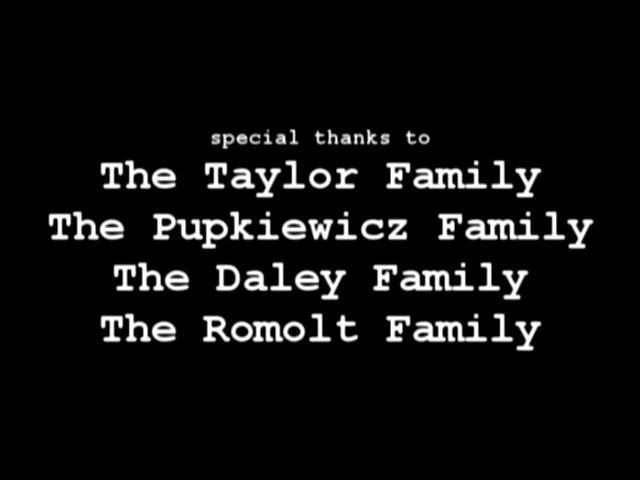 special thanks to
The Taylor Family
The Pupkiewicz Family
The Daley Family
The Romolt Family